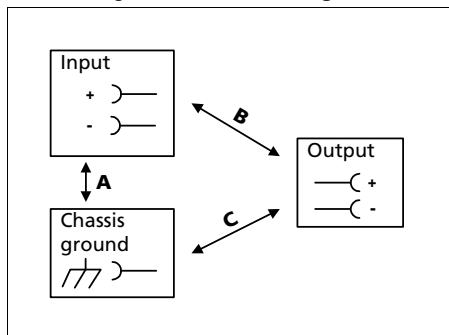 Input
+
-
B
A
Output
+
-
C
Chassis
ground